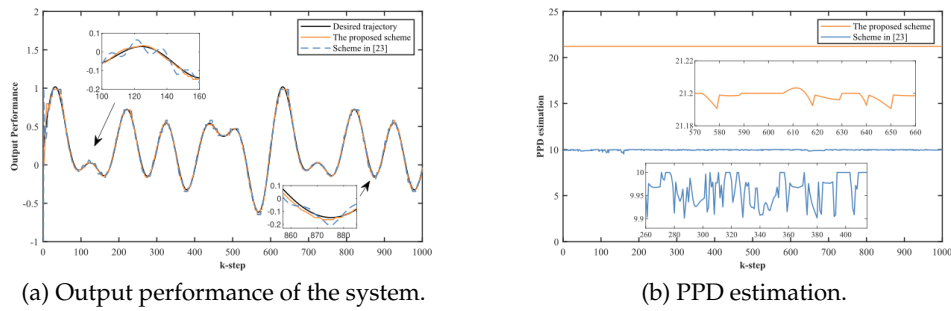 2
1.5
1
0.5
0
-0.5
-1
Output Performance
0 100 200 300 400 500 600 700 800 900 1000
k-step
Desired trajectory
The proposed scheme
Scheme in [23]
0.1
0
-0.1
-0.2
100 120 140 160
0.1
0
-0.1
-0.2
860 870 880
(a) Output performance of the system.
25
20
15
10
5
0
PPD esimation
0 100 200 300 400 500 600 700 800 900 1000
k-step
The proposed scheme
Scheme in [23]
21.22
21.2
21.18
570 580 590 600 610 620 630 640 650 660
10
9.95
9.9
260 280 300 320 340 360 380 400
(b) PPD estimation.